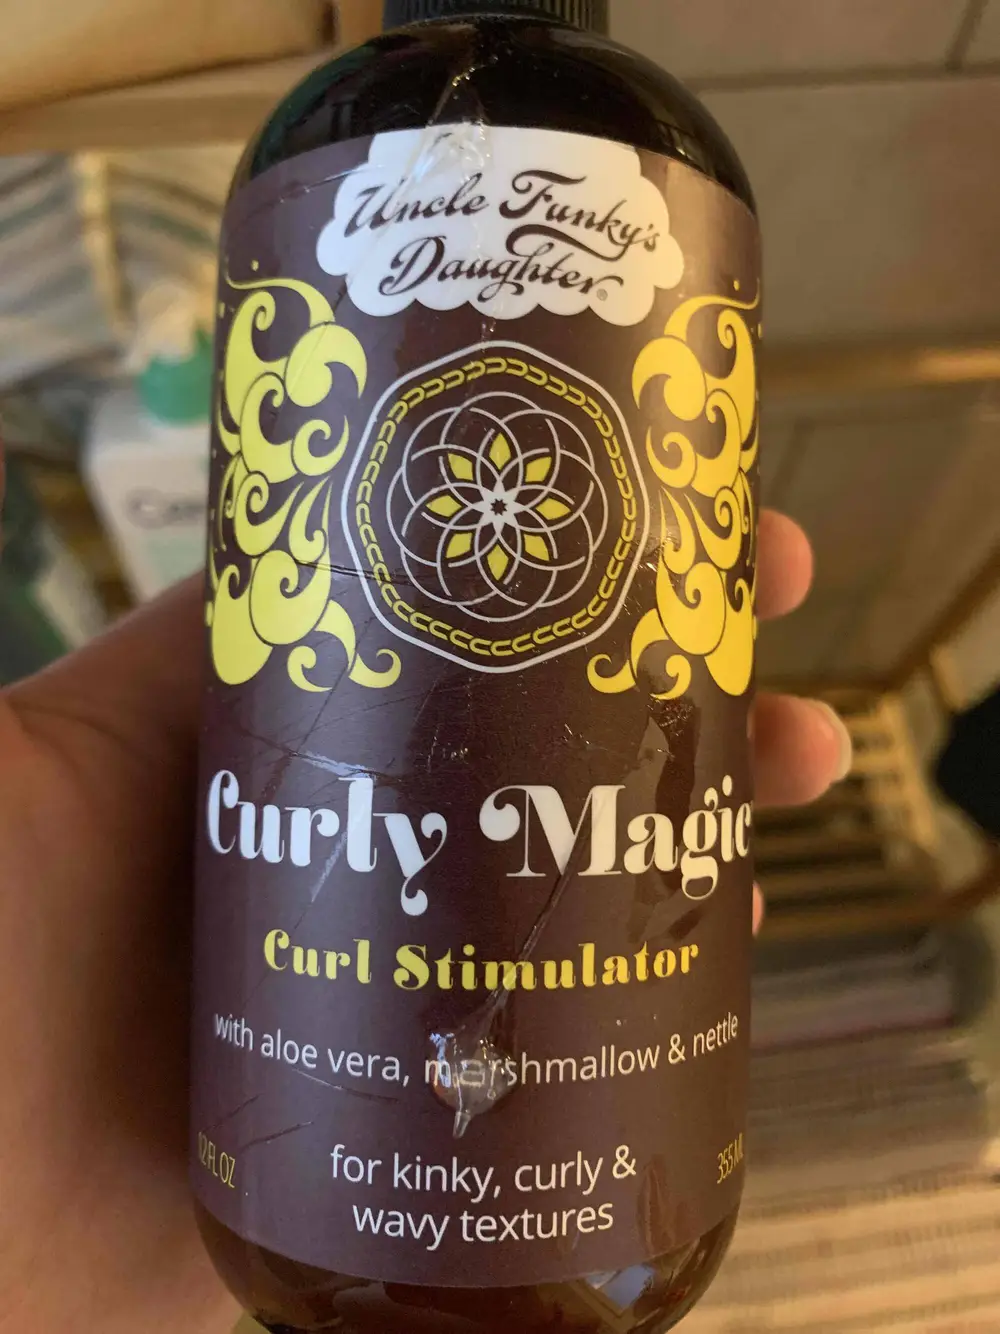 Uncle Funky's
Daughter®
Curly Magic
Curl Stimulator
with aloe vera, marshmallow & nettle
12 FL OZ
355 ML
for kinky, curly &
wavy textures